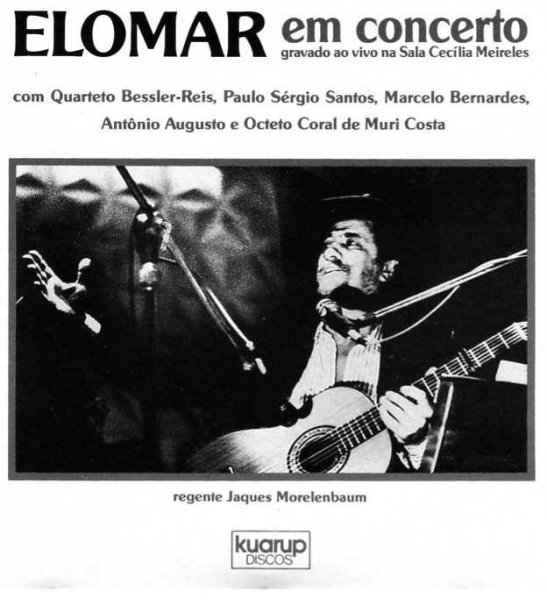 ELOMAR em concerto
gravado ao vivo na Sala Cecília Meireles
com Quarteto Bessler-Reis, Paulo Sérgio Santos, Marcelo Bernardes,
Antônio Augusto e Octeto Coral de Muri Costa
regente Jaques Morelenbaum
kuarup
DISCOS